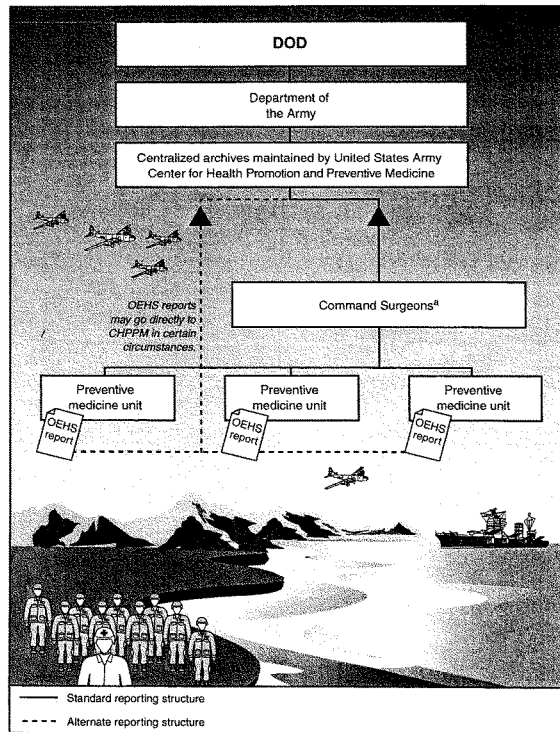 DOD
Department of
the Army
Centralized archives maintained by United States Army
Center for Health Promotion and Preventive Medicine
OEHS reports
may go directly to
CHPPM in certain
circumstances.
Command Surgeonsᵃ
Preventive
medicine unit
OEHS
report
Preventive
medicine unit
OEHS
report
Preventive
medicine unit
OEHS
report
Standard reporting structure
Alternate reporting structure